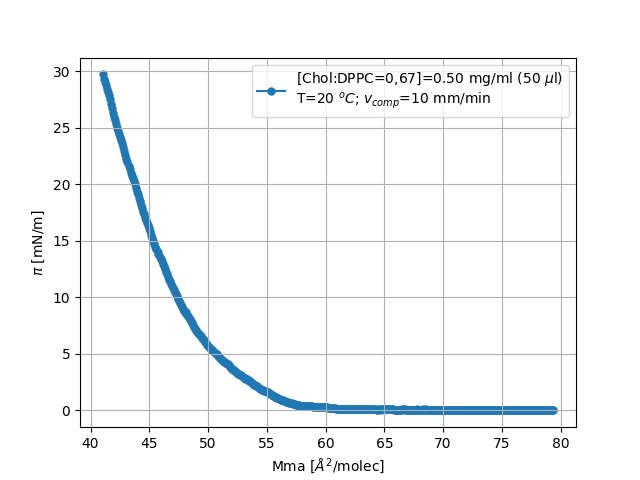 [Chol:DPPC=0,67]=0.50 mg/ml (50 μl)
T=20 °C; v_comp=10 mm/min
30
25
20
15
10
5
0
π [mN/m]
40 45 50 55 60 65 70 75 80
Mma [Å²/molec]